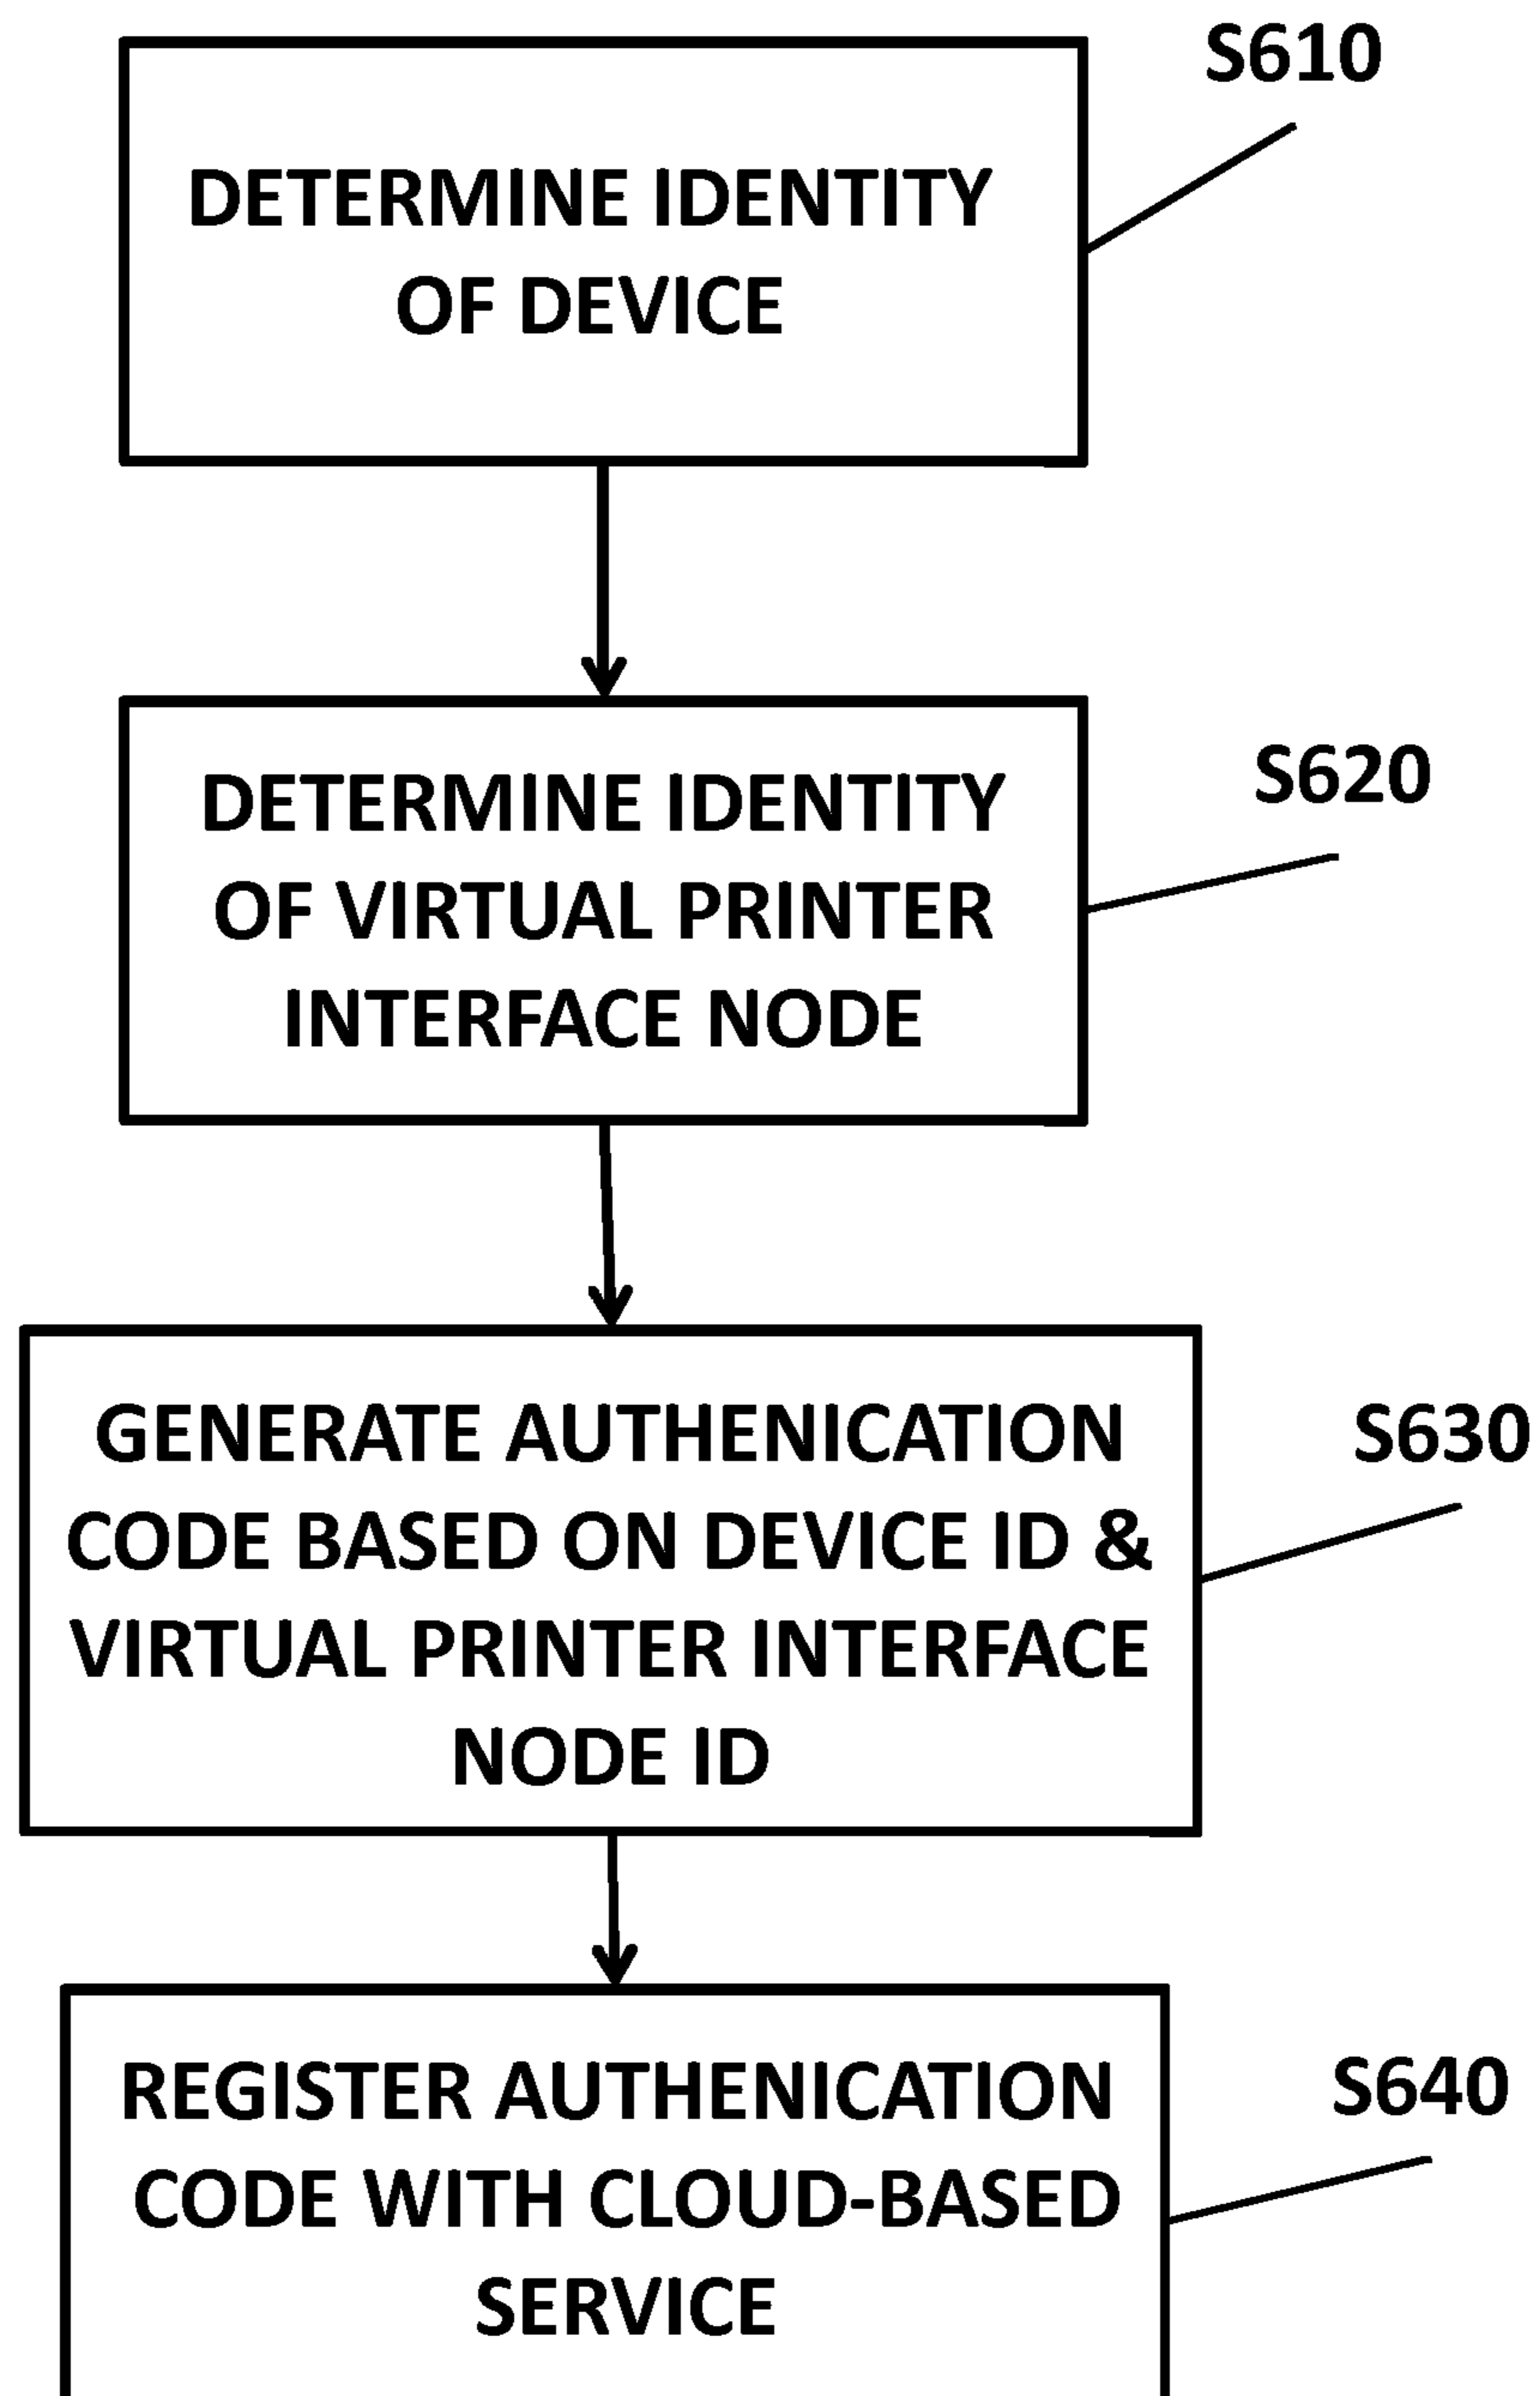 S610
DETERMINE IDENTITY
OF DEVICE
S620
DETERMINE IDENTITY
OF VIRTUAL PRINTER
INTERFACE NODE
S630
GENERATE AUTHENICATION
CODE BASED ON DEVICE ID &
VIRTUAL PRINTER INTERFACE
NODE ID
S640
REGISTER AUTHENICATION
CODE WITH CLOUD-BASED
SERVICE